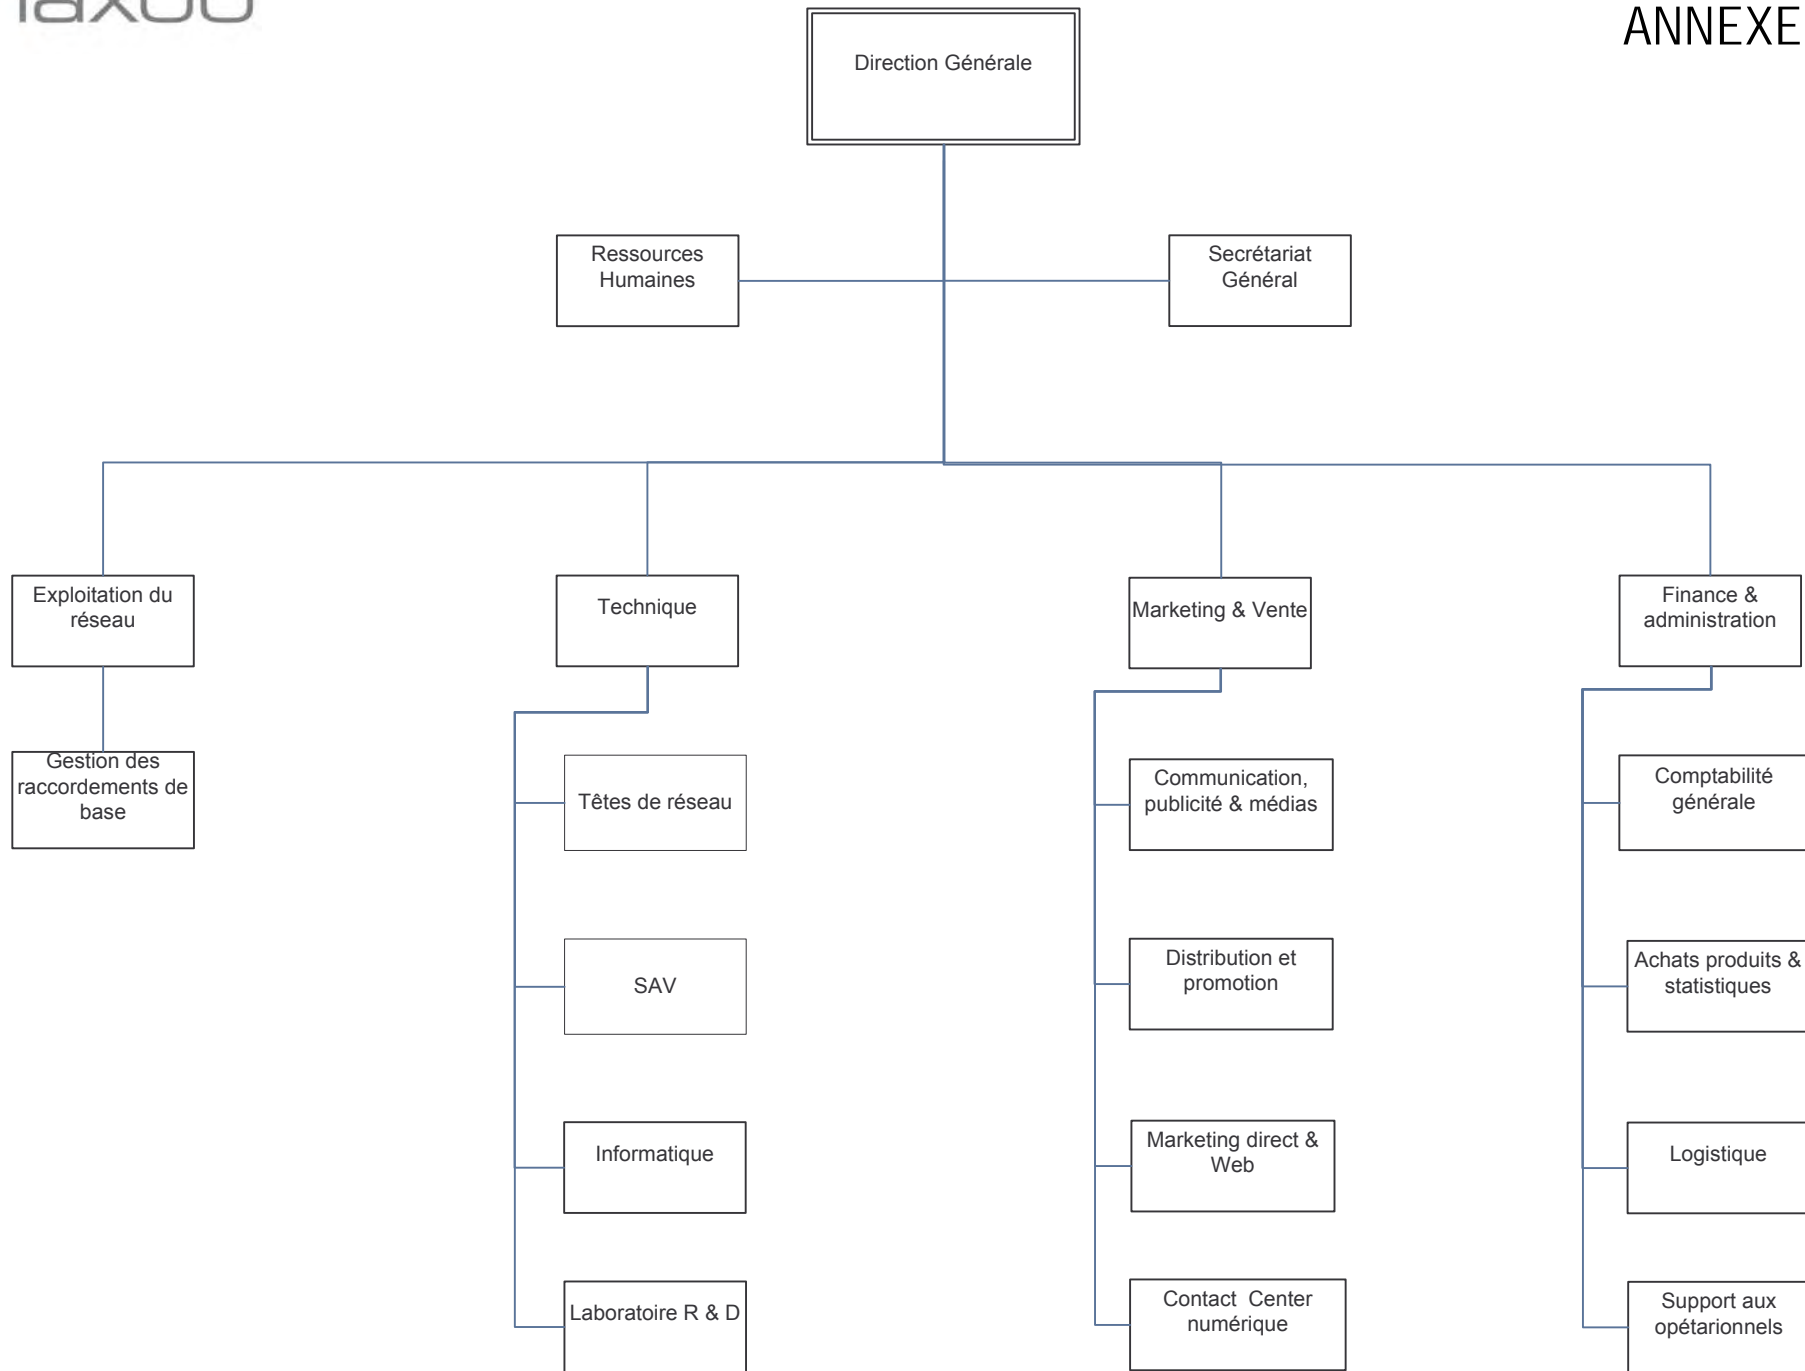 ANNEXE
Direction Générale
Ressources
Humaines
Secrétariat
Général
Exploitation du
réseau
Technique
Marketing & Vente
Finance &
administration
Gestion des
raccordements de
base
Têtes de réseau
Communication,
publicité & médias
Comptabilité
générale
SAV
Distribution et
promotion
Achats produits &
statistiques
Informatique
Marketing direct &
Web
Logistique
Laboratoire R & D
Contact Center
numérique
Support aux
opétarionnels